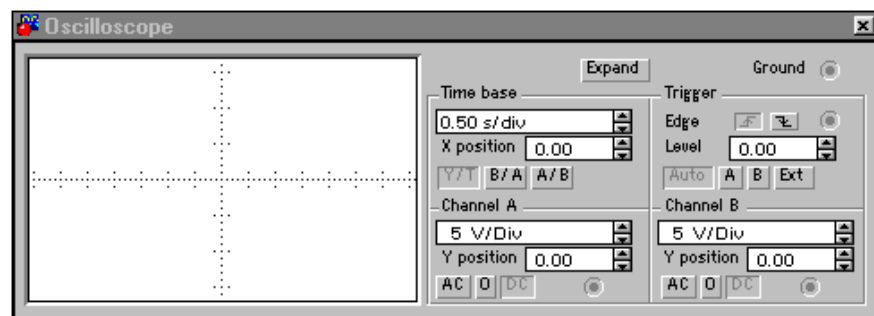 Oscilloscope
Expand Ground
Time base Trigger
0.50 s/div Edge
X position 0.00 Level 0.00
Y/T B/A A/B Auto A B Ext
Channel A Channel B
5 V/Div 5 V/Div
Y position 0.00 Y position 0.00
AC 0 DC AC 0 DC